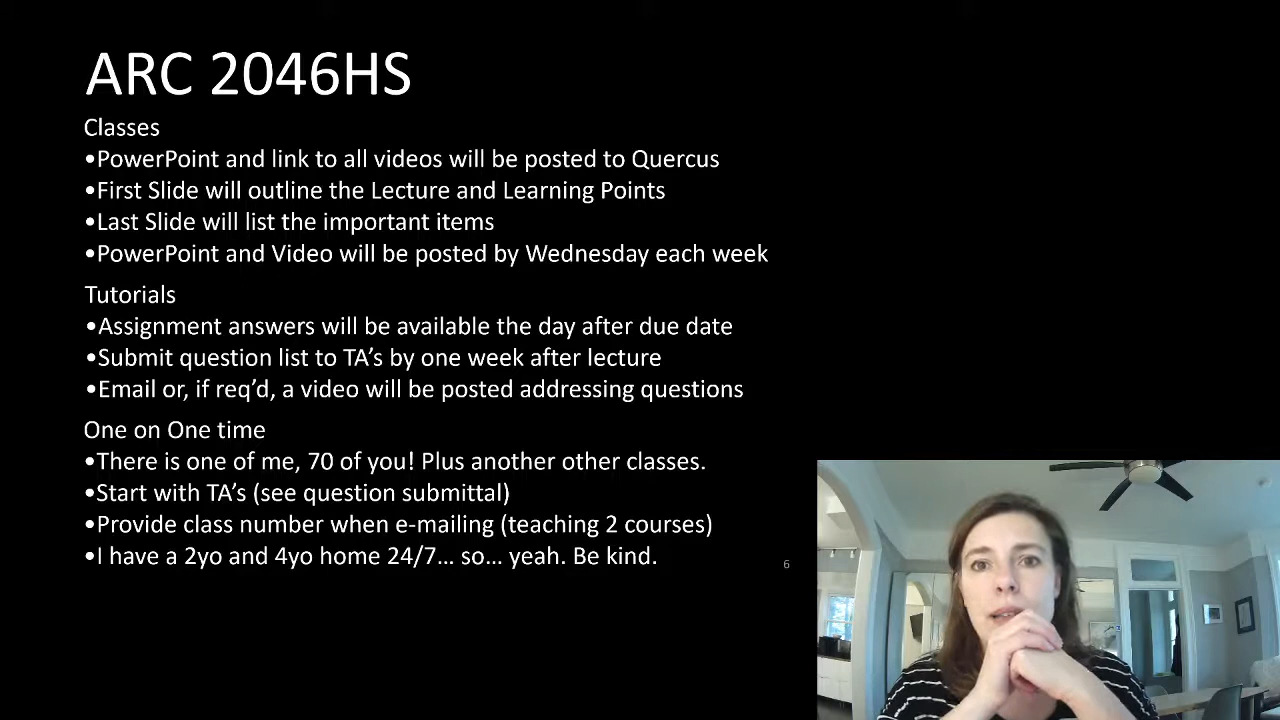 ARC 2046HS
Classes
•PowerPoint and link to all videos will be posted to Quercus
•First Slide will outline the Lecture and Learning Points
•Last Slide will list the important items
•PowerPoint and Video will be posted by Wednesday each week
Tutorials
•Assignment answers will be available the day after due date
•Submit question list to TA’s by one week after lecture
•Email or, if req’d, a video will be posted addressing questions
One on One time
•There is one of me, 70 of you! Plus another other classes.
•Start with TA’s (see question submittal)
•Provide class number when e-mailing (teaching 2 courses)
•I have a 2yo and 4yo home 24/7… so… yeah. Be kind.
6